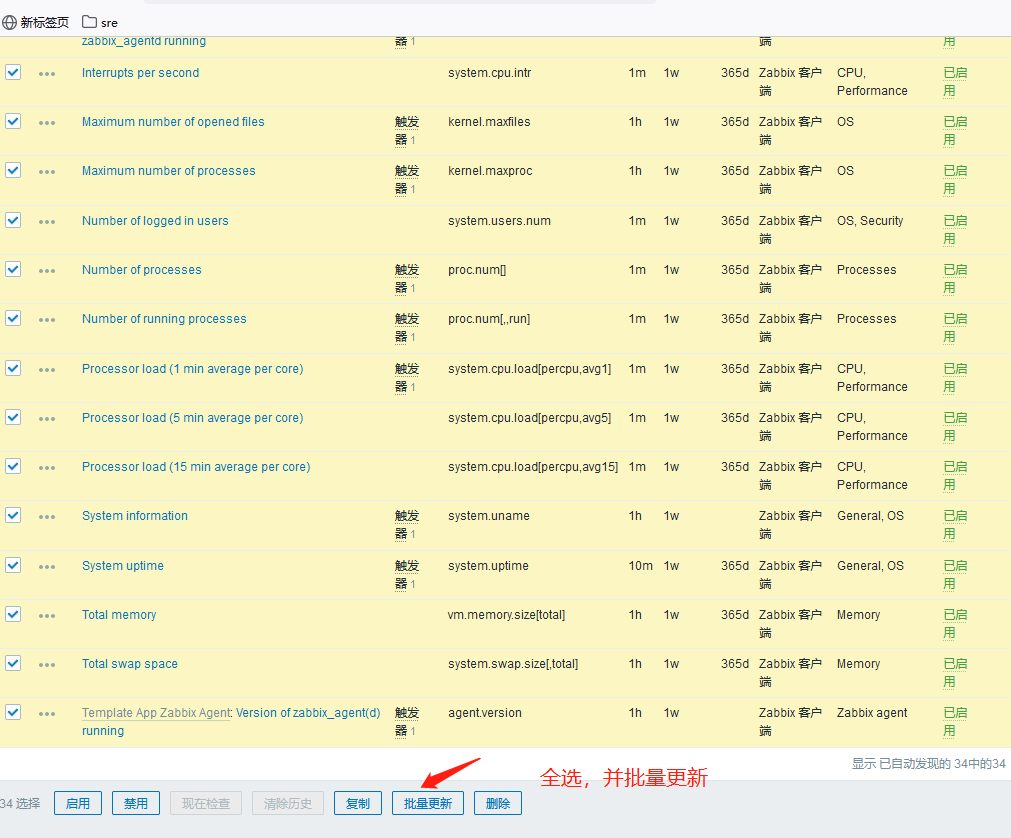 新标签页 sre
zabbix_agentd running 器 1 端 用
Interrupts per second system.cpu.intr 1m 1w 365d Zabbix 客户 CPU, 已启
端 Performance 用
Maximum number of opened files 触发 kernel.maxfiles 1h 1w 365d Zabbix 客户 OS 已启
器 1 端 用
Maximum number of processes 触发 kernel.maxproc 1h 1w 365d Zabbix 客户 OS 已启
器 1 端 用
Number of logged in users system.users.num 1m 1w 365d Zabbix 客户 OS, Security 已启
端 用
Number of processes 触发 proc.num[] 1m 1w 365d Zabbix 客户 Processes 已启
器 1 端 用
Number of running processes 触发 proc.num[,,run] 1m 1w 365d Zabbix 客户 Processes 已启
器 1 端 用
Processor load (1 min average per core) 触发 system.cpu.load[percpu,avg1] 1m 1w 365d Zabbix 客户 CPU, 已启
器 1 端 Performance 用
Processor load (5 min average per core) system.cpu.load[percpu,avg5] 1m 1w 365d Zabbix 客户 CPU, 已启
端 Performance 用
Processor load (15 min average per core) system.cpu.load[percpu,avg15] 1m 1w 365d Zabbix 客户 CPU, 已启
端 Performance 用
System information 触发 system.uname 1h 1w Zabbix 客户 General, OS 已启
器 1 端 用
System uptime 触发 system.uptime 10m 1w 365d Zabbix 客户 General, OS 已启
器 1 端 用
Total memory vm.memory.size[total] 1h 1w 365d Zabbix 客户 Memory 已启
端 用
Total swap space system.swap.size[,total] 1h 1w 365d Zabbix 客户 Memory 已启
端 用
Template App Zabbix Agent: Version of zabbix_agent(d) 触发 agent.version 1h 1w Zabbix 客户 Zabbix agent 已启
running 器 1 端 用
显示 已自动发现的 34中的34
全选，并批量更新
34 选择 启用 禁用 现在检查 清除历史 复制 批量更新 删除